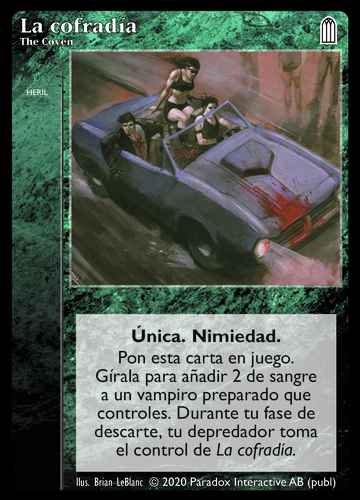 La cofradía
The Coven
HERIL
Única. Nimiedad.
Pon esta carta en juego.
Gírala para añadir 2 de sangre
a un vampiro preparado que
controles. Durante tu fase de
descarte, tu depredador toma
el control de La cofradía.
Ilus. Brian LeBlanc © 2020 Paradox Interactive AB (publ)